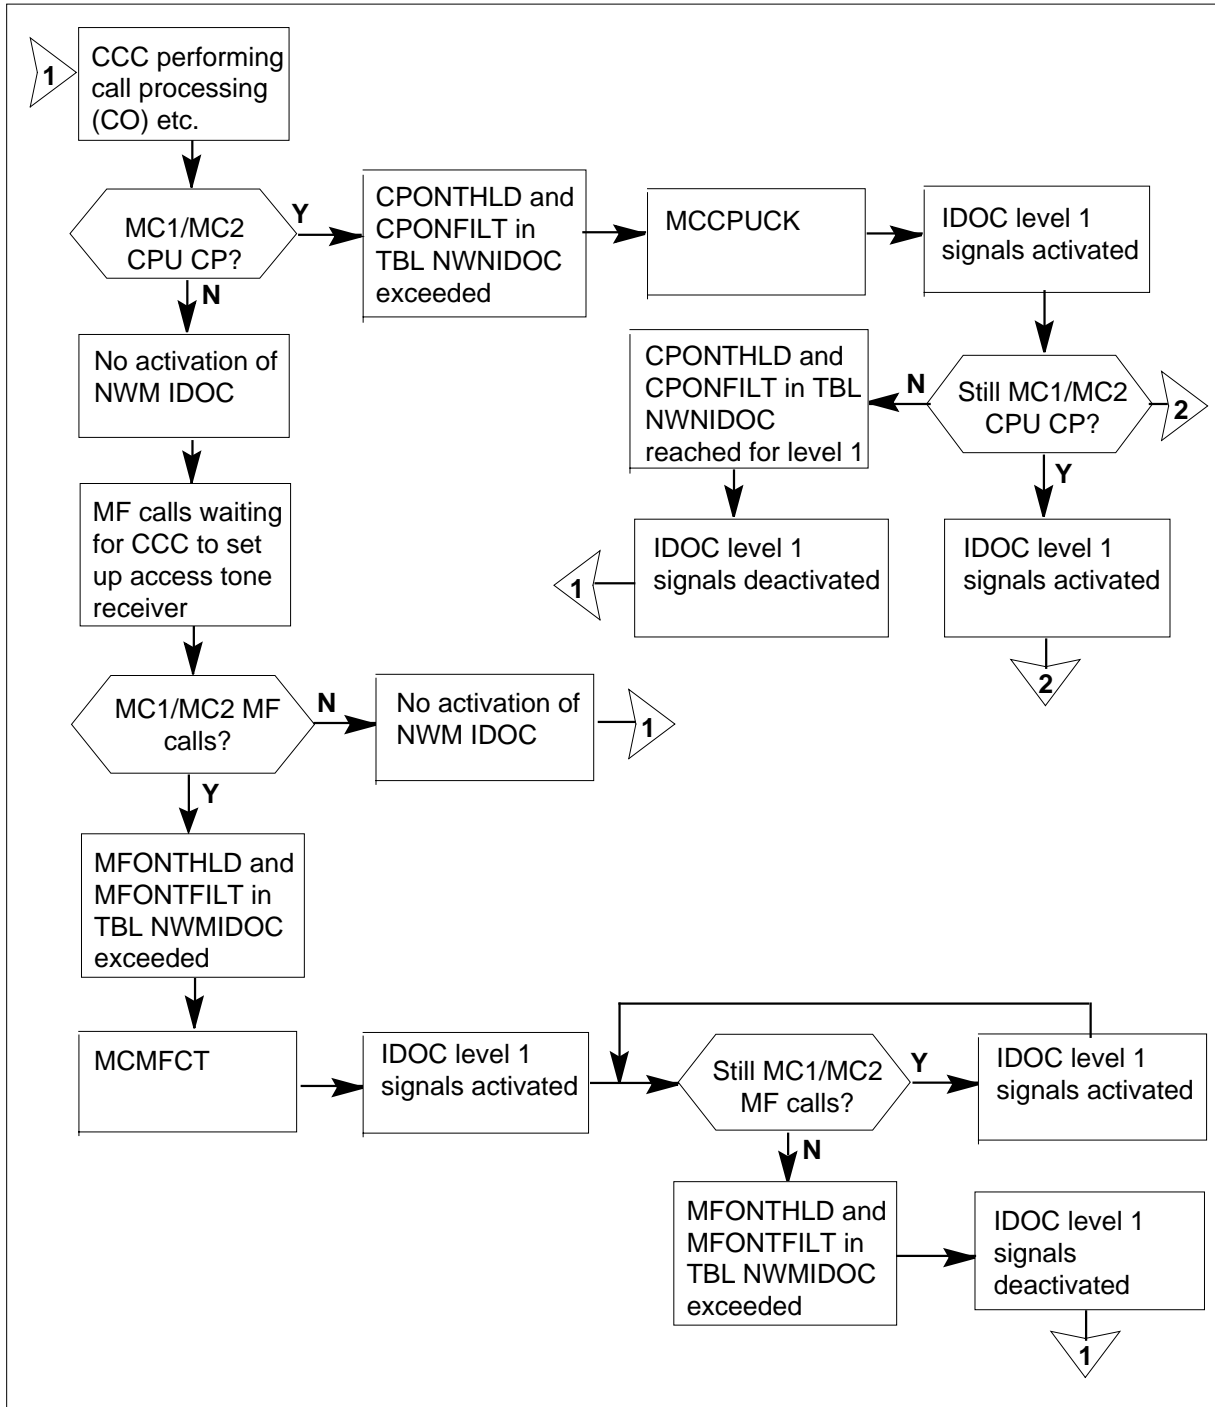 1
CCC performing
call processing
(CO) etc.
MC1/MC2
CPU CP?
Y
N
CPONTHLD and
CPONFILT in
TBL NWNIDOC
exceeded
MCCPUCK
IDOC level 1
signals activated
Still MC1/MC2
CPU CP?
2
N
Y
CPONTHLD and
CPONFILT in TBL
NWNIDOC
reached for level 1
IDOC level 1
signals deactivated
1
IDOC level 1
signals activated
2
No activation of
NWM IDOC
MF calls waiting
for CCC to set
up access tone
receiver
MC1/MC2 MF
calls?
N
Y
No activation of
NWM IDOC
1
MFONTHLD and
MFONTFILT in
TBL NWMIDOC
exceeded
MCMFCT
IDOC level 1
signals activated
Still MC1/MC2
MF calls?
Y
N
IDOC level 1
signals activated
MFONTHLD and
MFONTFILT in
TBL NWMIDOC
exceeded
IDOC level 1
signals
deactivated
1